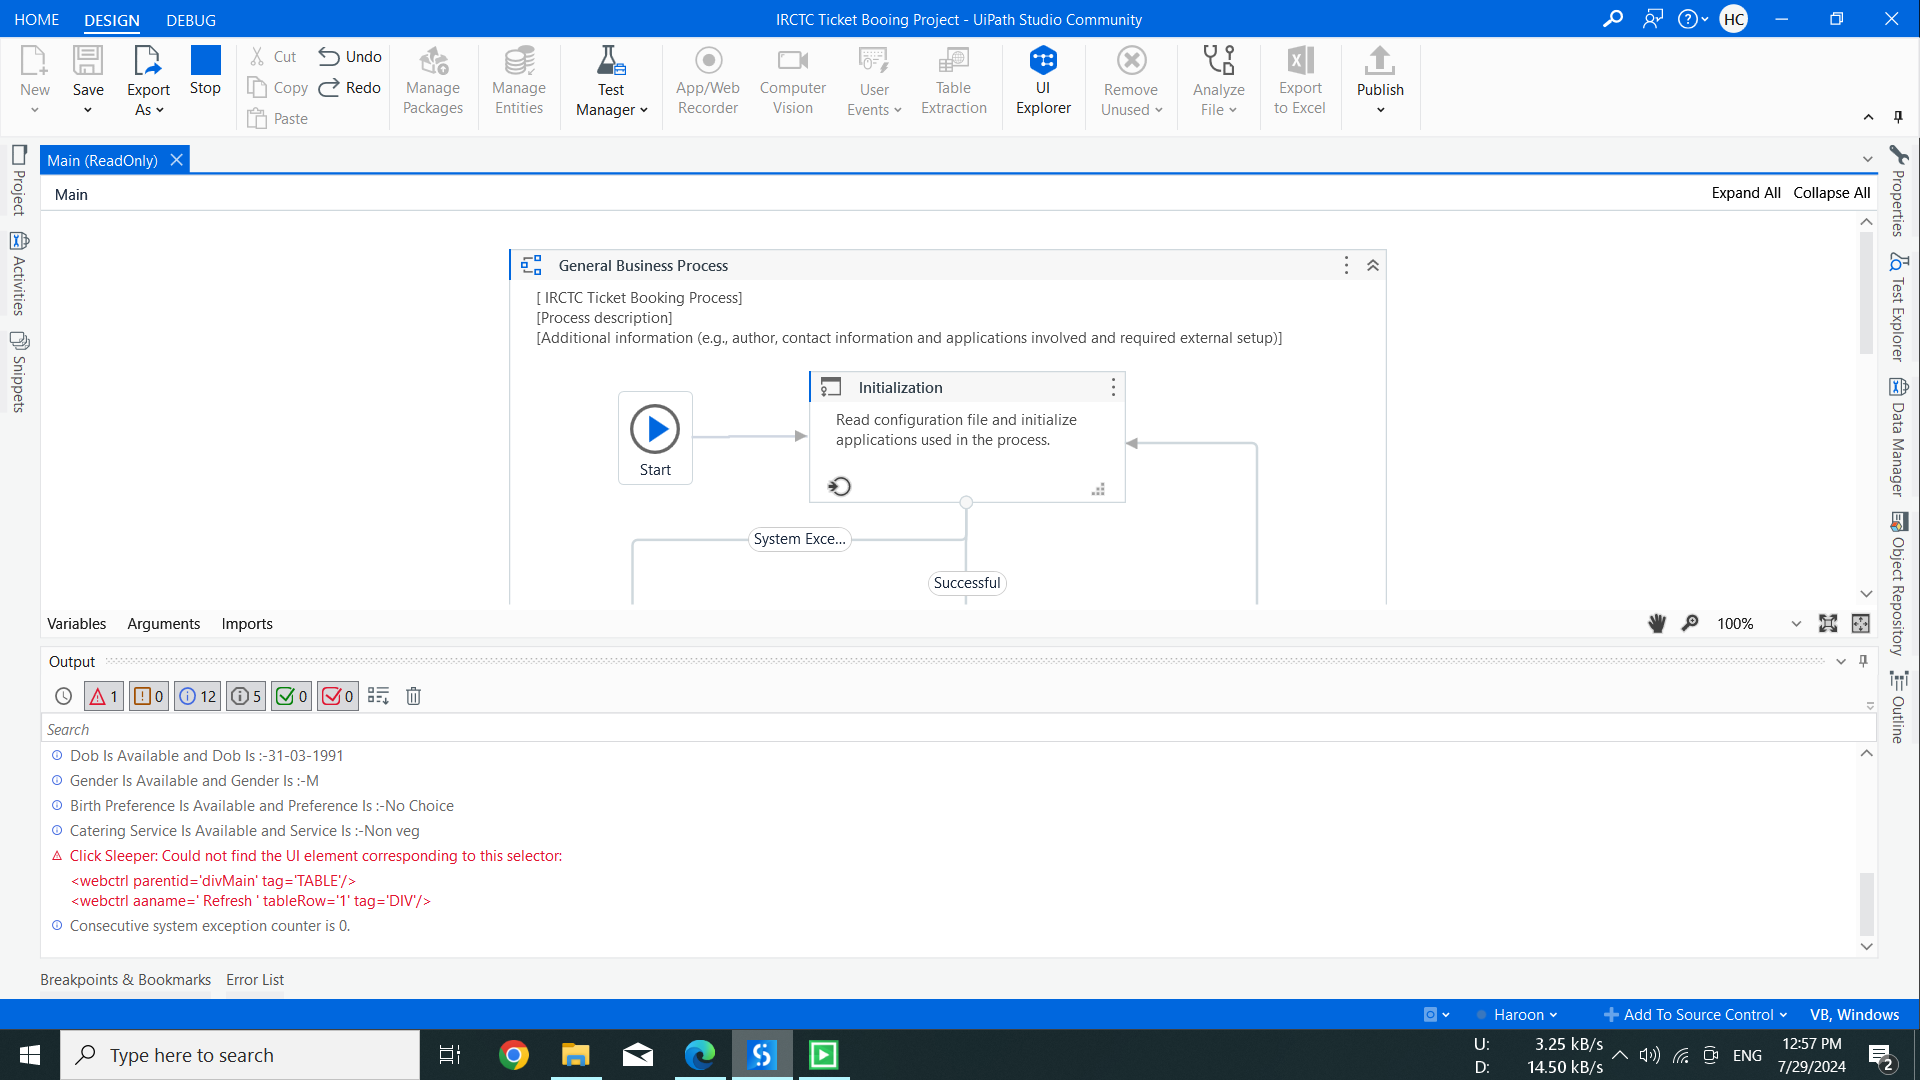 HOME DESIGN DEBUG
IRCTC Ticket Booing Project - UiPath Studio Community
HC
New
Save
Export As
Stop
Cut
Copy
Paste
Undo
Redo
Manage Packages
Manage Entities
Test Manager
App/Web Recorder
Computer Vision
User Events
Table Extraction
UI Explorer
Remove Unused
Analyze File
Export to Excel
Publish
Project
Activities
Snippets
Main (ReadOnly)
Main
Expand All Collapse All
General Business Process
[ IRCTC Ticket Booking Process]
[Process description]
[Additional information (e.g., author, contact information and applications involved and required external setup)]
Start
Initialization
Read configuration file and initialize
applications used in the process.
System Exce...
Successful
Properties
Test Explorer
Data Manager
Object Repository
Outline
Variables Arguments Imports
100%
Output
1 0 12 5 0 0
Search
Dob Is Available and Dob Is :-31-03-1991
Gender Is Available and Gender Is :-M
Birth Preference Is Available and Preference Is :-No Choice
Catering Service Is Available and Service Is :-Non veg
Click Sleeper: Could not find the UI element corresponding to this selector:
<webctrl parentid='divMain' tag='TABLE'/>
<webctrl aaname=' Refresh ' tableRow='1' tag='DIV'/>
Consecutive system exception counter is 0.
Breakpoints & Bookmarks Error List
Haroon
Add To Source Control
VB, Windows
Type here to search
U: 3.25 kB/s
D: 14.50 kB/s
ENG
12:57 PM
7/29/2024
2